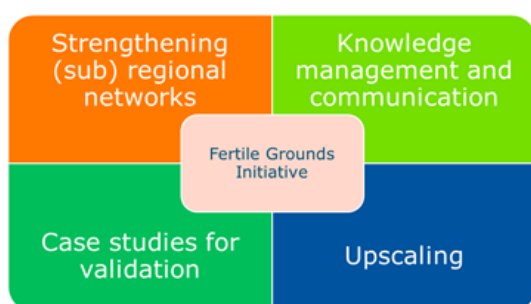 Strengthening
(sub) regional
networks
Knowledge
management and
communication
Fertile Grounds
Initiative
Case studies for
validation
Upscaling